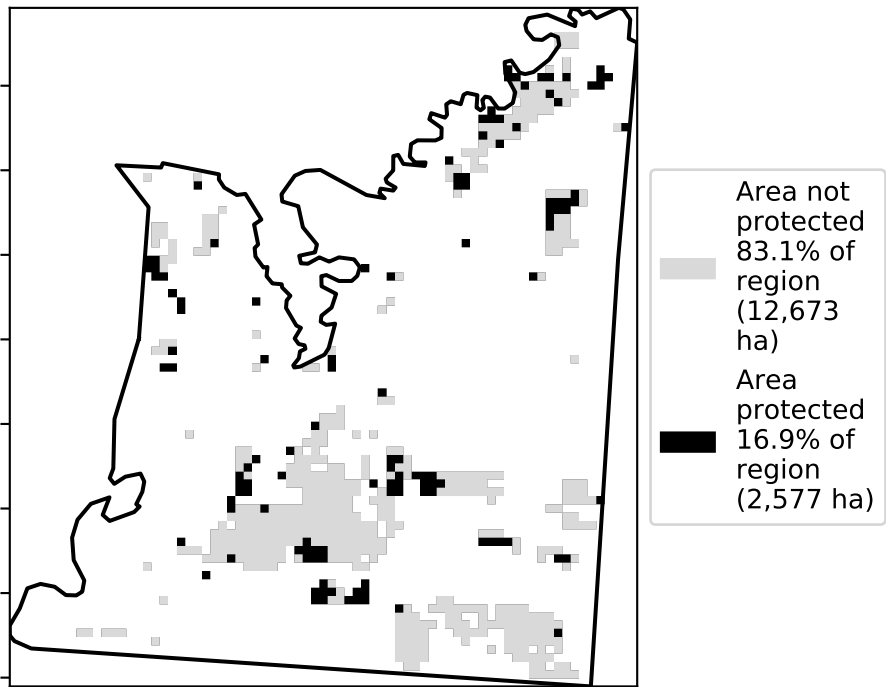 Area not
protected
83.1% of
region
(12,673
ha)
Area
protected
16.9% of
region
(2,577 ha)